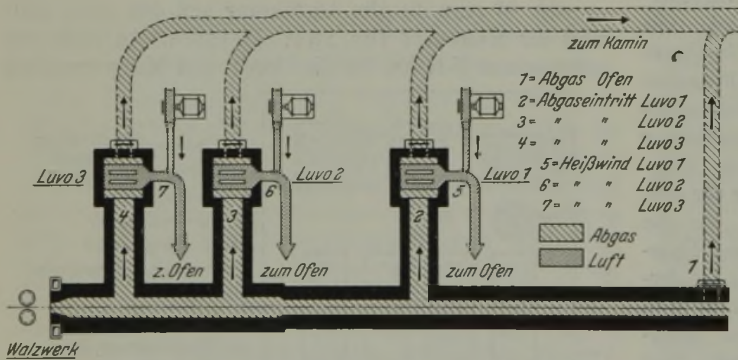 zum Kamin
1 = Abgas Ofen
2 = Abgaseintritt Luvo 1
3 = " " Luvo 2
4 = " " Luvo 3
5 = Heißwind Luvo 1
6 = " " Luvo 2
7 = " " Luvo 3
Abgas
Luft
Luvo 3
7
Luvo 2
6
Luvo 1
5
4
3
2
z. Ofen
zum Ofen
zum Ofen
1
Walzwerk